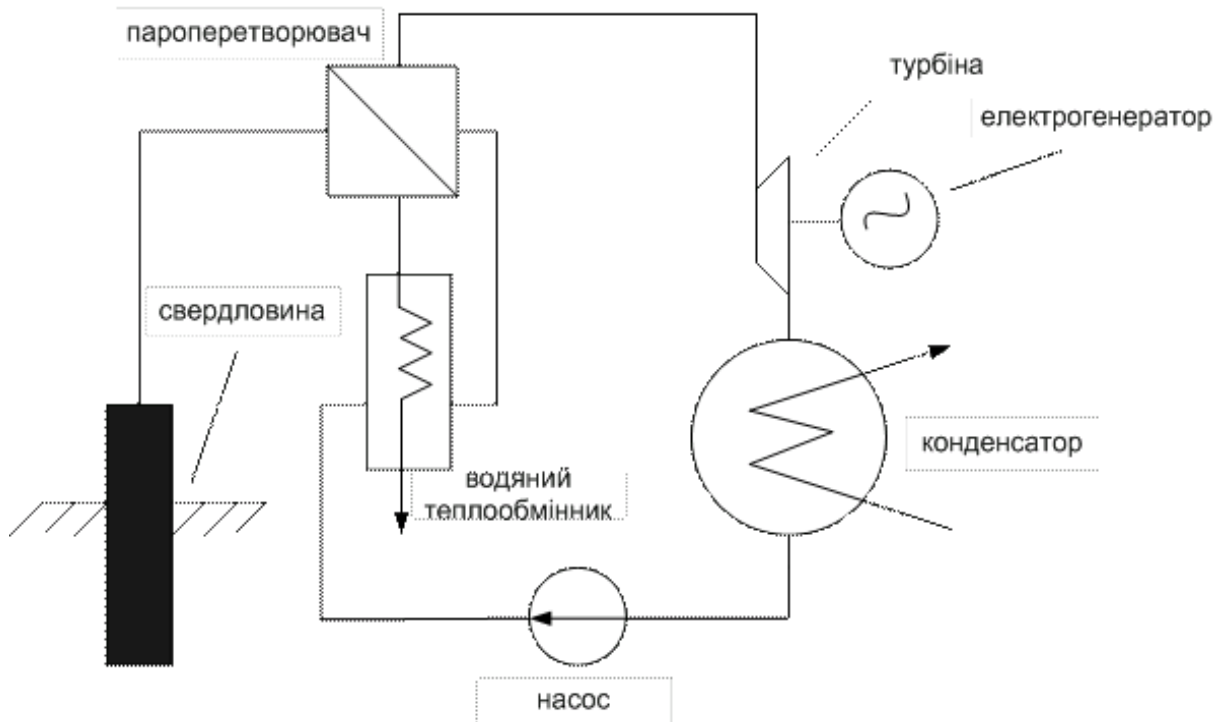 пароперетворювач
турбіна
електрогенератор
свердловина
конденсатор
водяний
теплообмінник
насос